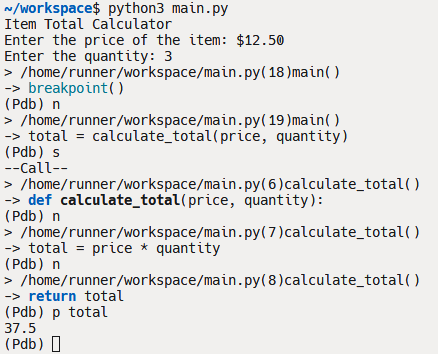 ~/workspace$ python3 main.py
Item Total Calculator
Enter the price of the item: $12.50
Enter the quantity: 3
> /home/runner/workspace/main.py(18)main()
-> breakpoint()
(Pdb) n
> /home/runner/workspace/main.py(19)main()
-> total = calculate_total(price, quantity)
(Pdb) s
--Call--
> /home/runner/workspace/main.py(6)calculate_total()
-> def calculate_total(price, quantity):
(Pdb) n
> /home/runner/workspace/main.py(7)calculate_total()
-> total = price * quantity
(Pdb) n
> /home/runner/workspace/main.py(8)calculate_total()
-> return total
(Pdb) p total
37.5
(Pdb)